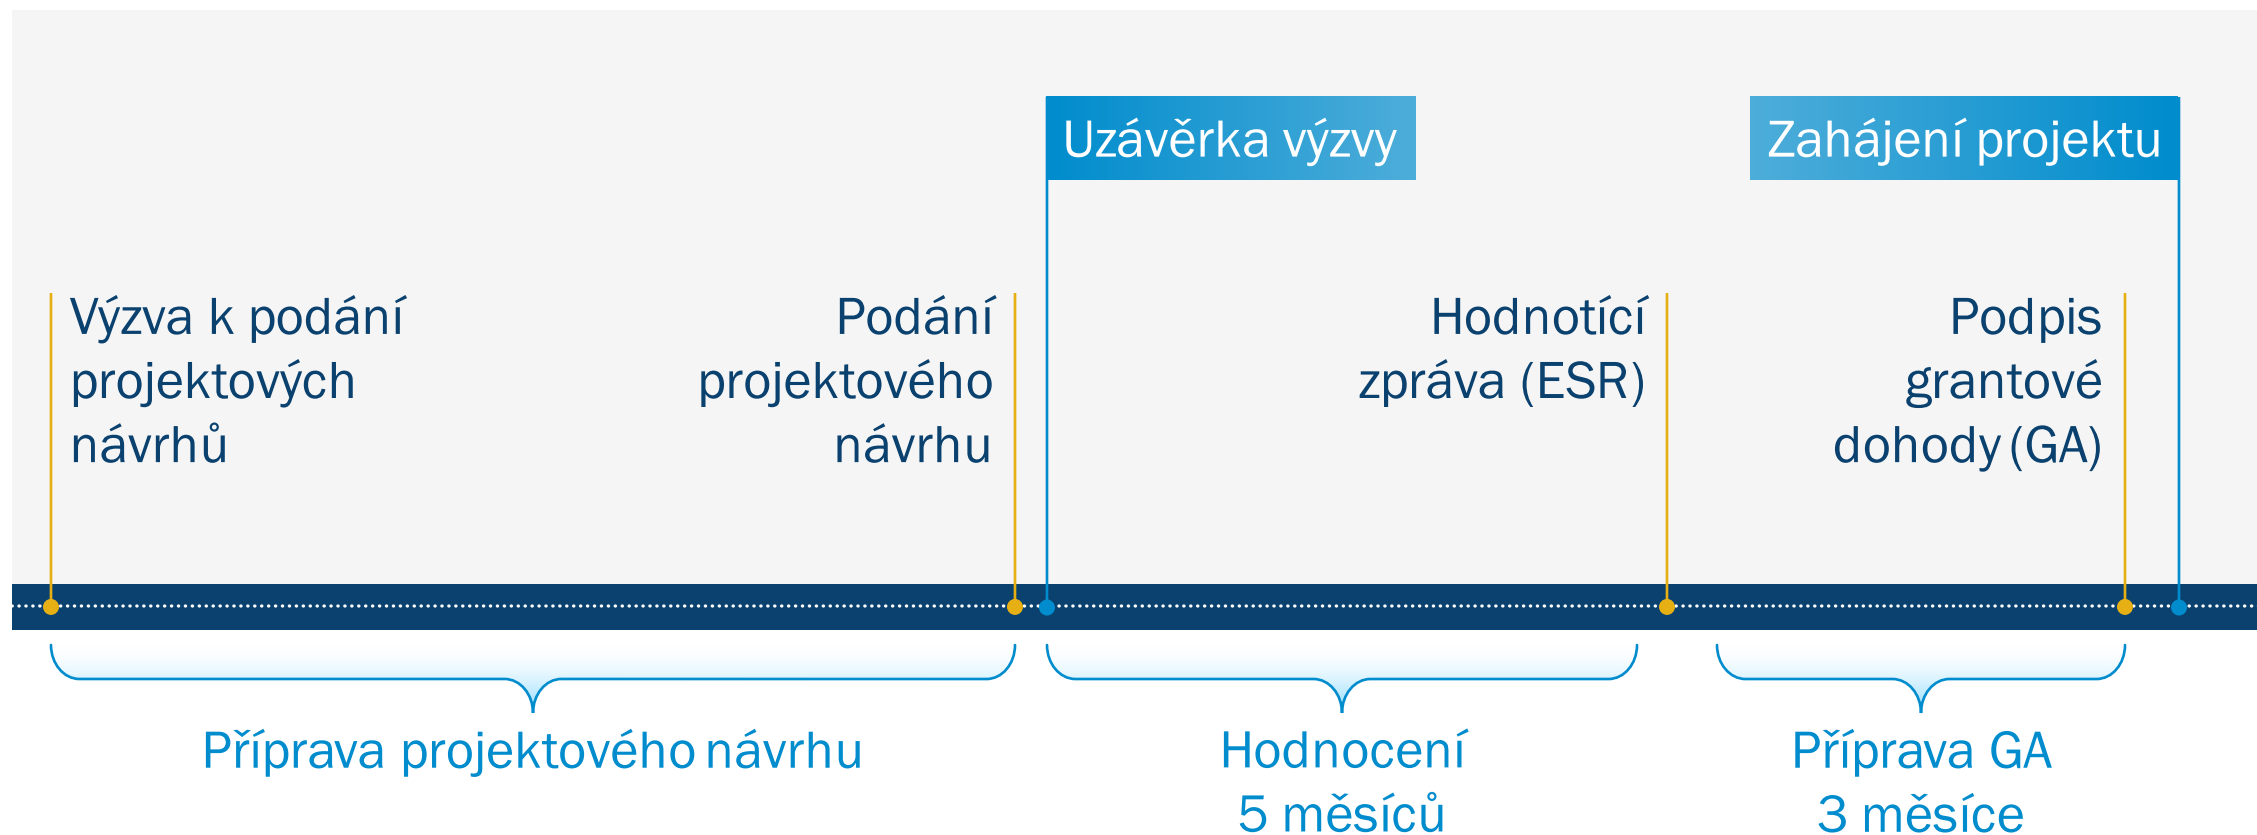 Uzávěrka výzvy
Zahájení projektu
Výzva k podání
projektových
návrhů
Podání
projektového
návrhu
Hodnotící
zpráva (ESR)
Podpis
grantové
dohody (GA)
Příprava projektového návrhu
Hodnocení
5 měsíců
Příprava GA
3 měsíce